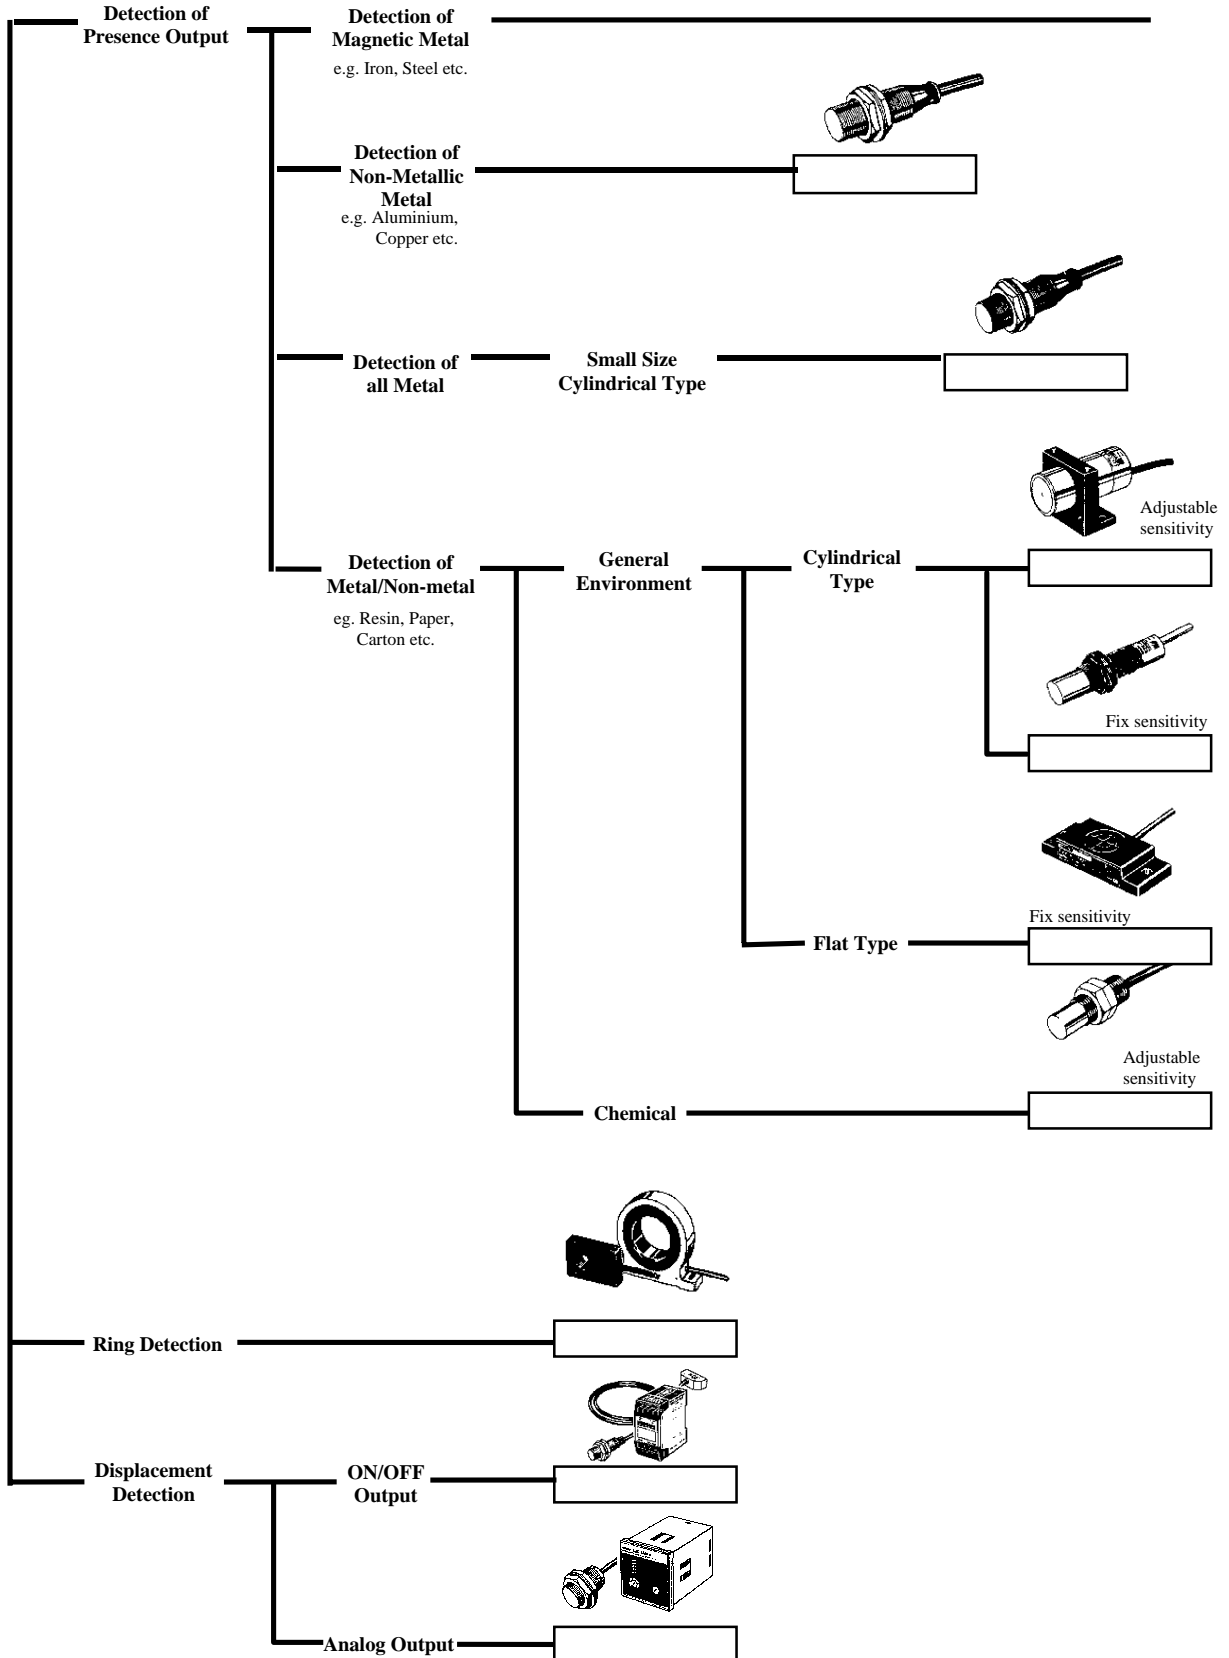 Detection of
Presence Output
Detection of
Magnetic Metal
e.g. Iron, Steel etc.
Detection of
Non-Metallic
Metal
e.g. Aluminium,
Copper etc.
Detection of
all Metal
Small Size
Cylindrical Type
Detection of
Metal/Non-metal
eg. Resin, Paper,
Carton etc.
General
Environment
Cylindrical
Type
Adjustable
sensitivity
Fix sensitivity
Fix sensitivity
Flat Type
Adjustable
sensitivity
Chemical
Ring Detection
Displacement
Detection
ON/OFF
Output
Analog Output